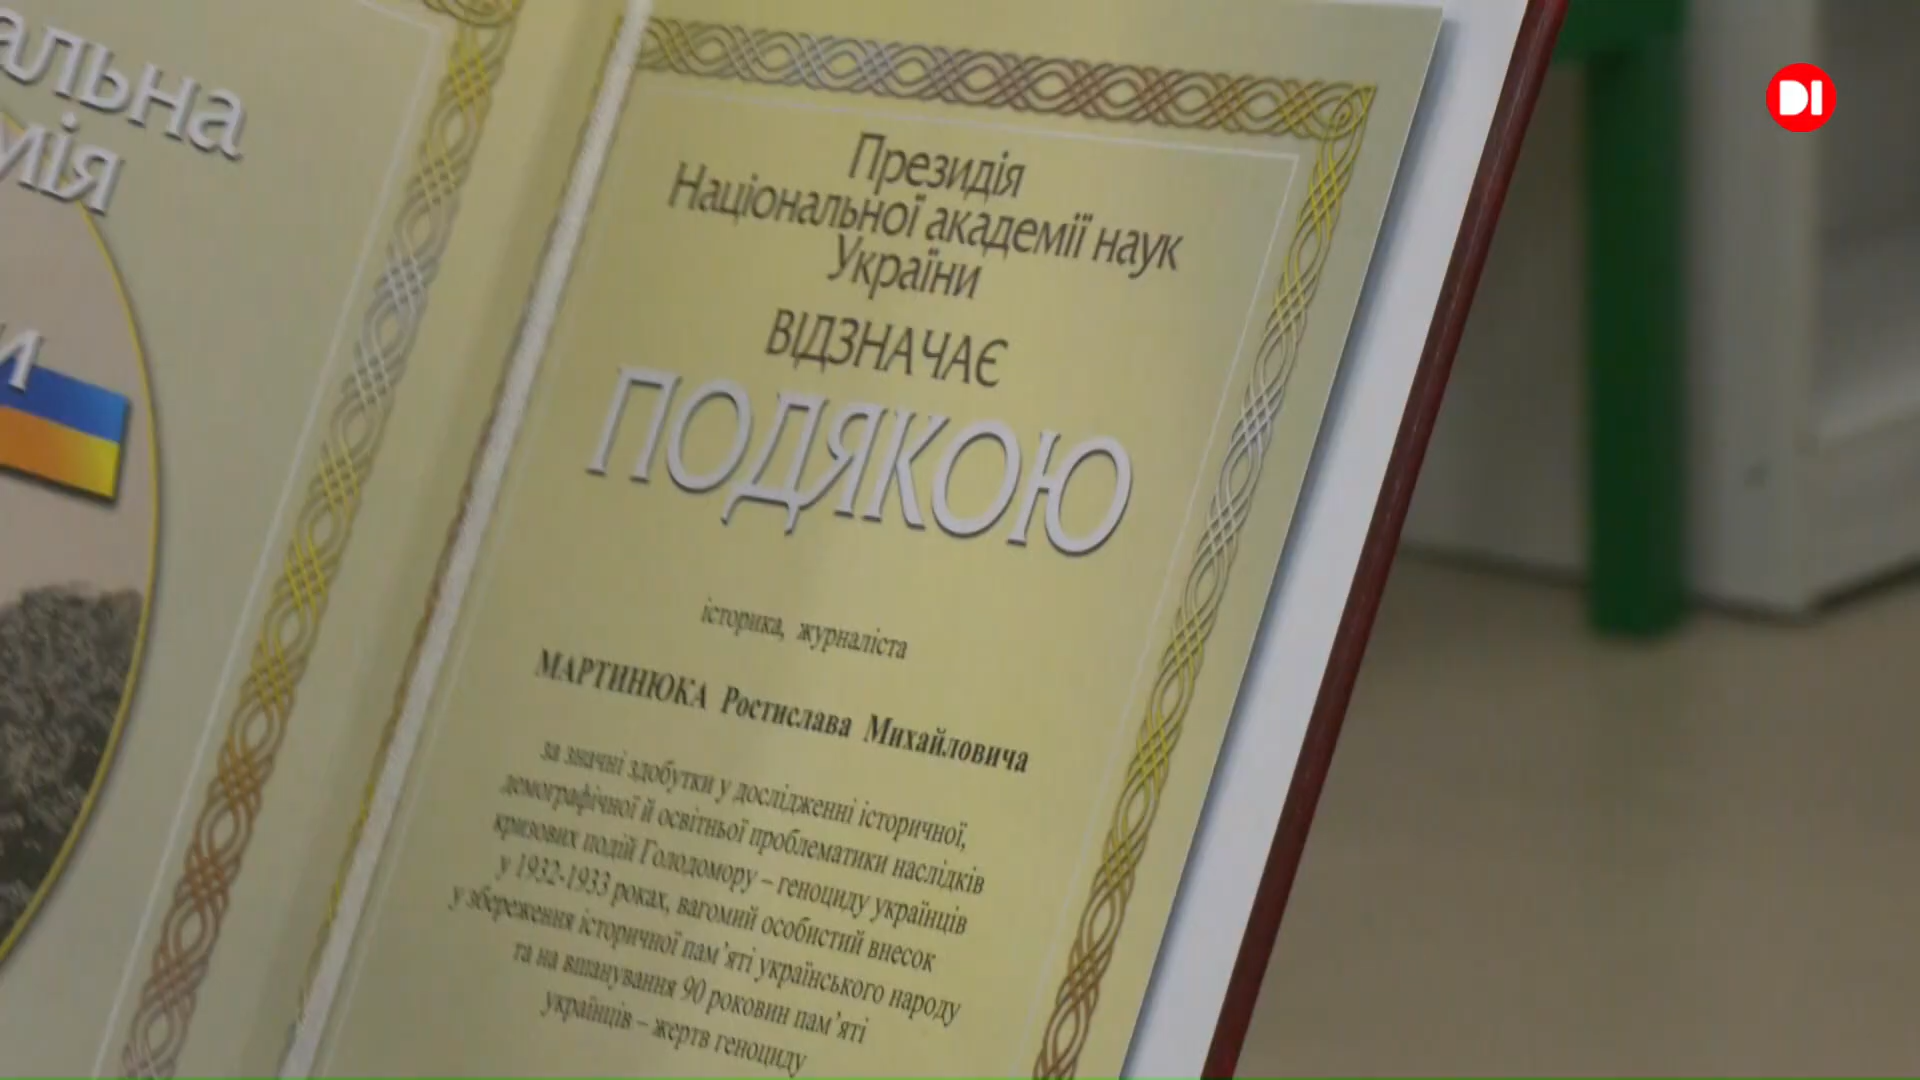 альна
мія
и
Президія
Національної академії наук
України
ВІДЗНАЧАЄ
ПОДЯКОЮ
історика, журналіста
МАРТИНЮКА Ростислава Михайловича
за значні здобутки у дослідженні історичної,
демографічної й освітньої проблематики наслідків
кризових подій Голодомору – геноциду українців
у 1932-1933 роках, вагомий особистий внесок
у збереження історичної пам’яті українського народу
та на вшанування 90 роковин пам’яті
українців – жертв геноциду
DI